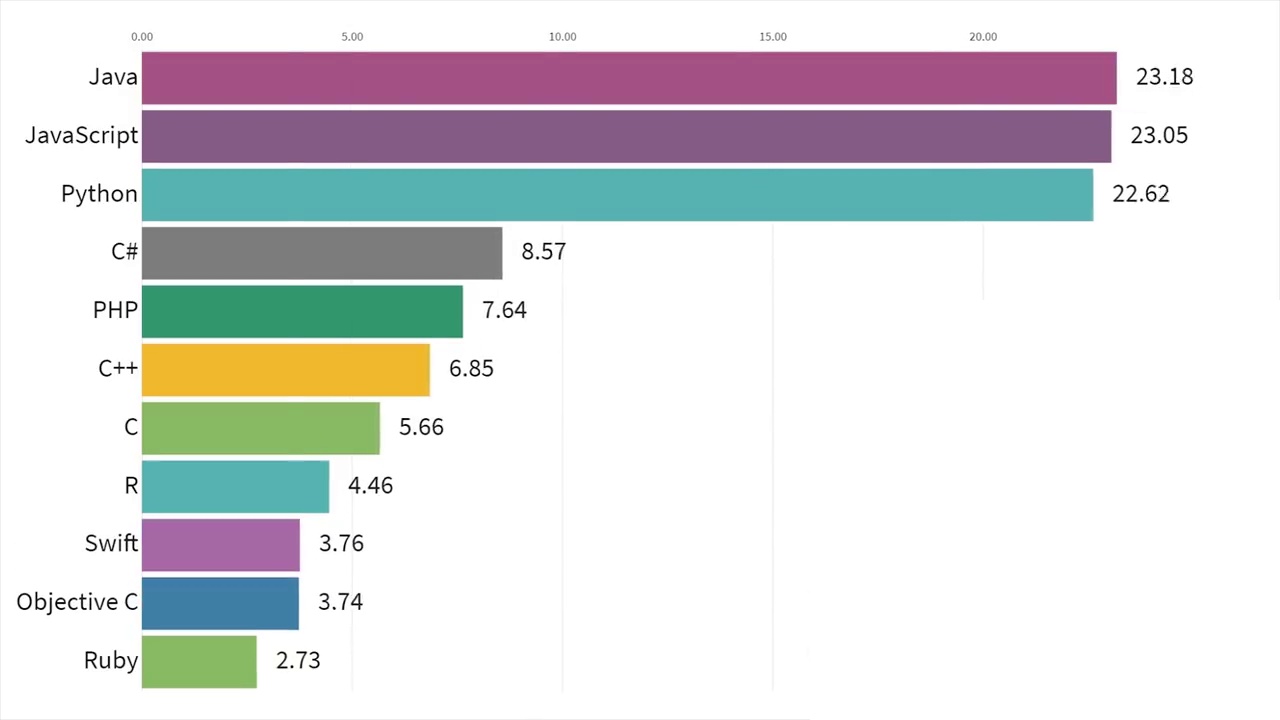 0.00 5.00 10.00 15.00 20.00
Java 23.18
JavaScript 23.05
Python 22.62
C# 8.57
PHP 7.64
C++ 6.85
C 5.66
R 4.46
Swift 3.76
Objective C 3.74
Ruby 2.73